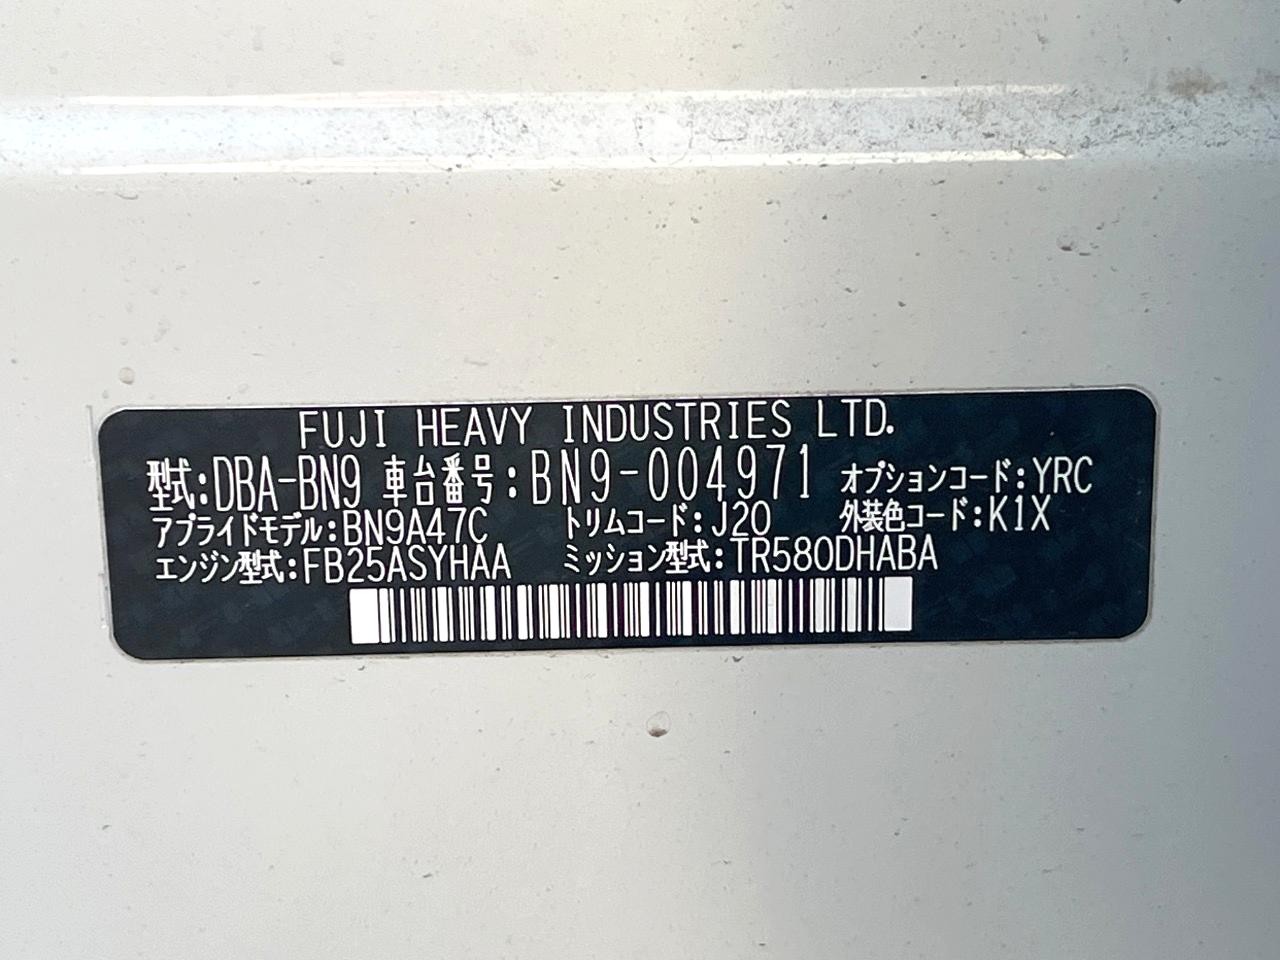 FUJI HEAVY INDUSTRIES LTD.
型式:DBA-BN9 車台番号:BN9-004971 オプションコード:YRC
アプライドモデル:BN9A47C トリムコード:J20 外装色コード:K1X
エンジン型式:FB25ASYHAA ミッション型式:TR580DHABA